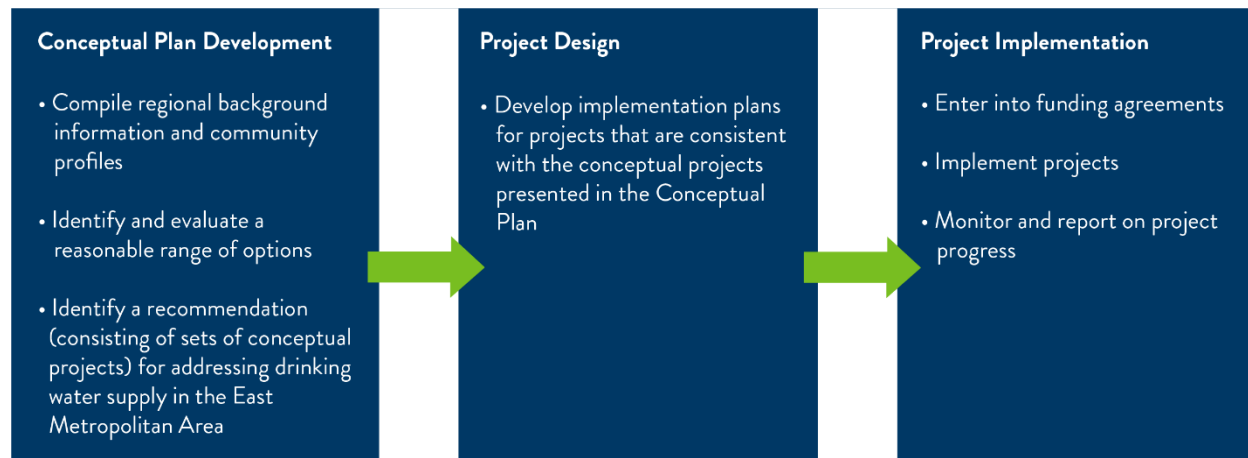 Conceptual Plan Development
• Compile regional background
information and community
profiles
• Identify and evaluate a
reasonable range of options
• Identify a recommendation
(consisting of sets of conceptual
projects) for addressing drinking
water supply in the East
Metropolitan Area
Project Design
• Develop implementation plans
for projects that are consistent
with the conceptual projects
presented in the Conceptual
Plan
Project Implementation
• Enter into funding agreements
• Implement projects
• Monitor and report on project
progress